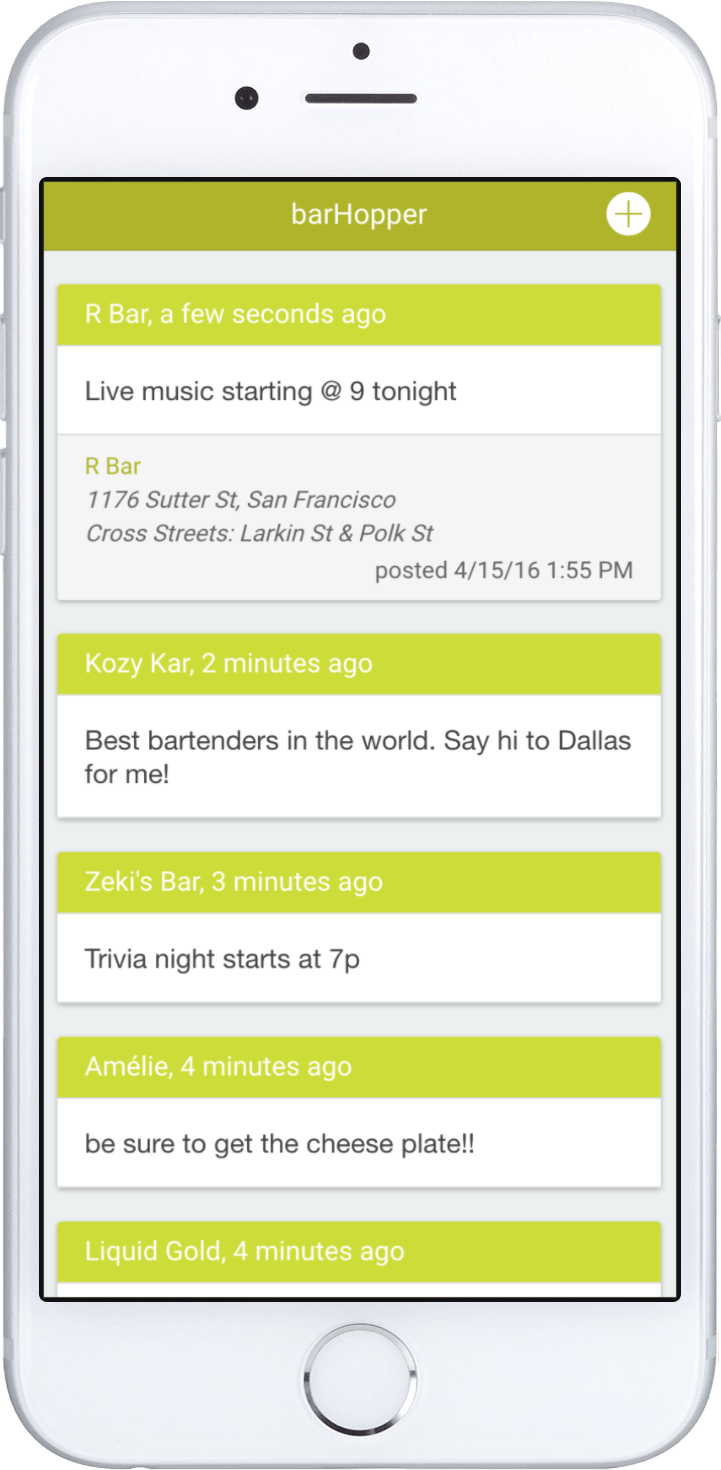 barHopper
R Bar, a few seconds ago
Live music starting @ 9 tonight
R Bar
1176 Sutter St, San Francisco
Cross Streets: Larkin St & Polk St
posted 4/15/16 1:55 PM
Kozy Kar, 2 minutes ago
Best bartenders in the world. Say hi to Dallas
for me!
Zeki's Bar, 3 minutes ago
Trivia night starts at 7p
Amélie, 4 minutes ago
be sure to get the cheese plate!!
Liquid Gold, 4 minutes ago